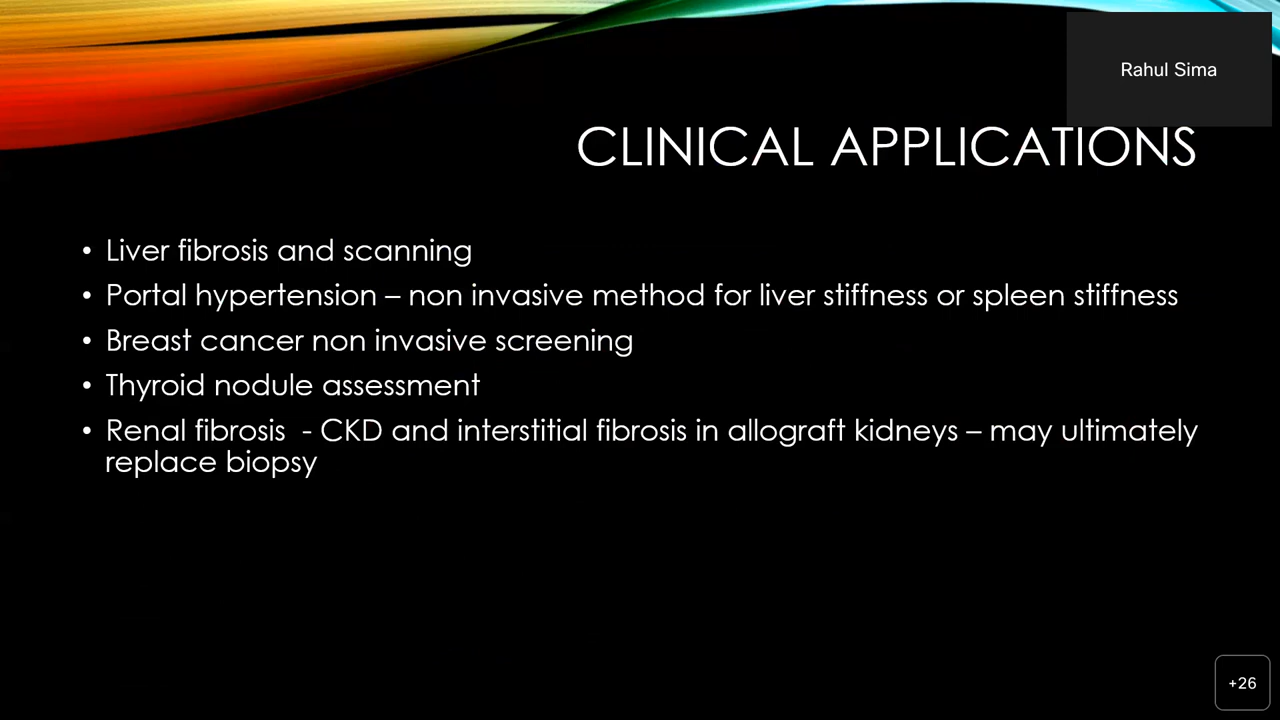 Rahul Sima
CLINICAL APPLICATIONS
• Liver fibrosis and scanning
• Portal hypertension – non invasive method for liver stiffness or spleen stiffness
• Breast cancer non invasive screening
• Thyroid nodule assessment
• Renal fibrosis  - CKD and interstitial fibrosis in allograft kidneys – may ultimately
replace biopsy
+26